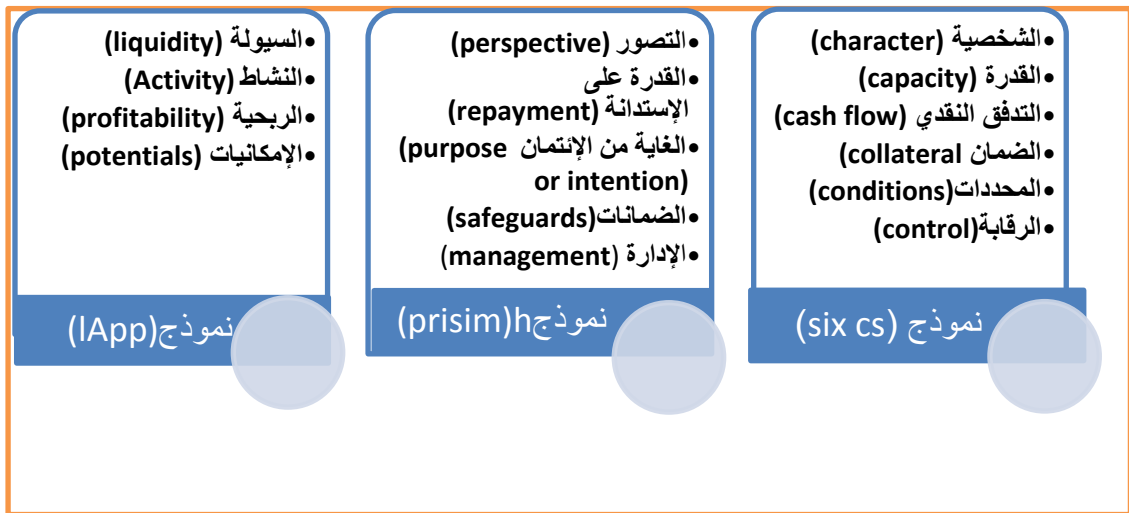 •الشخصية (character)
•القدرة (capacity)
•التدفق النقدي (cash flow)
•الضمان collateral)
•المحددات(conditions)
•الرقابة(control)
نموذج (six cs)
•التصور (perspective)
•القدرة على
الإستدانة (repayment)
•الغاية من الإئتمان purpose)
or intention)
•الضمانات(safeguards)
•الإدارة (management)
نموذجh(prisim)
•السيولة (liquidity)
•النشاط (Activity)
•الربحية (profitability)
•الإمكانيات (potentials)
نموذج(lApp)